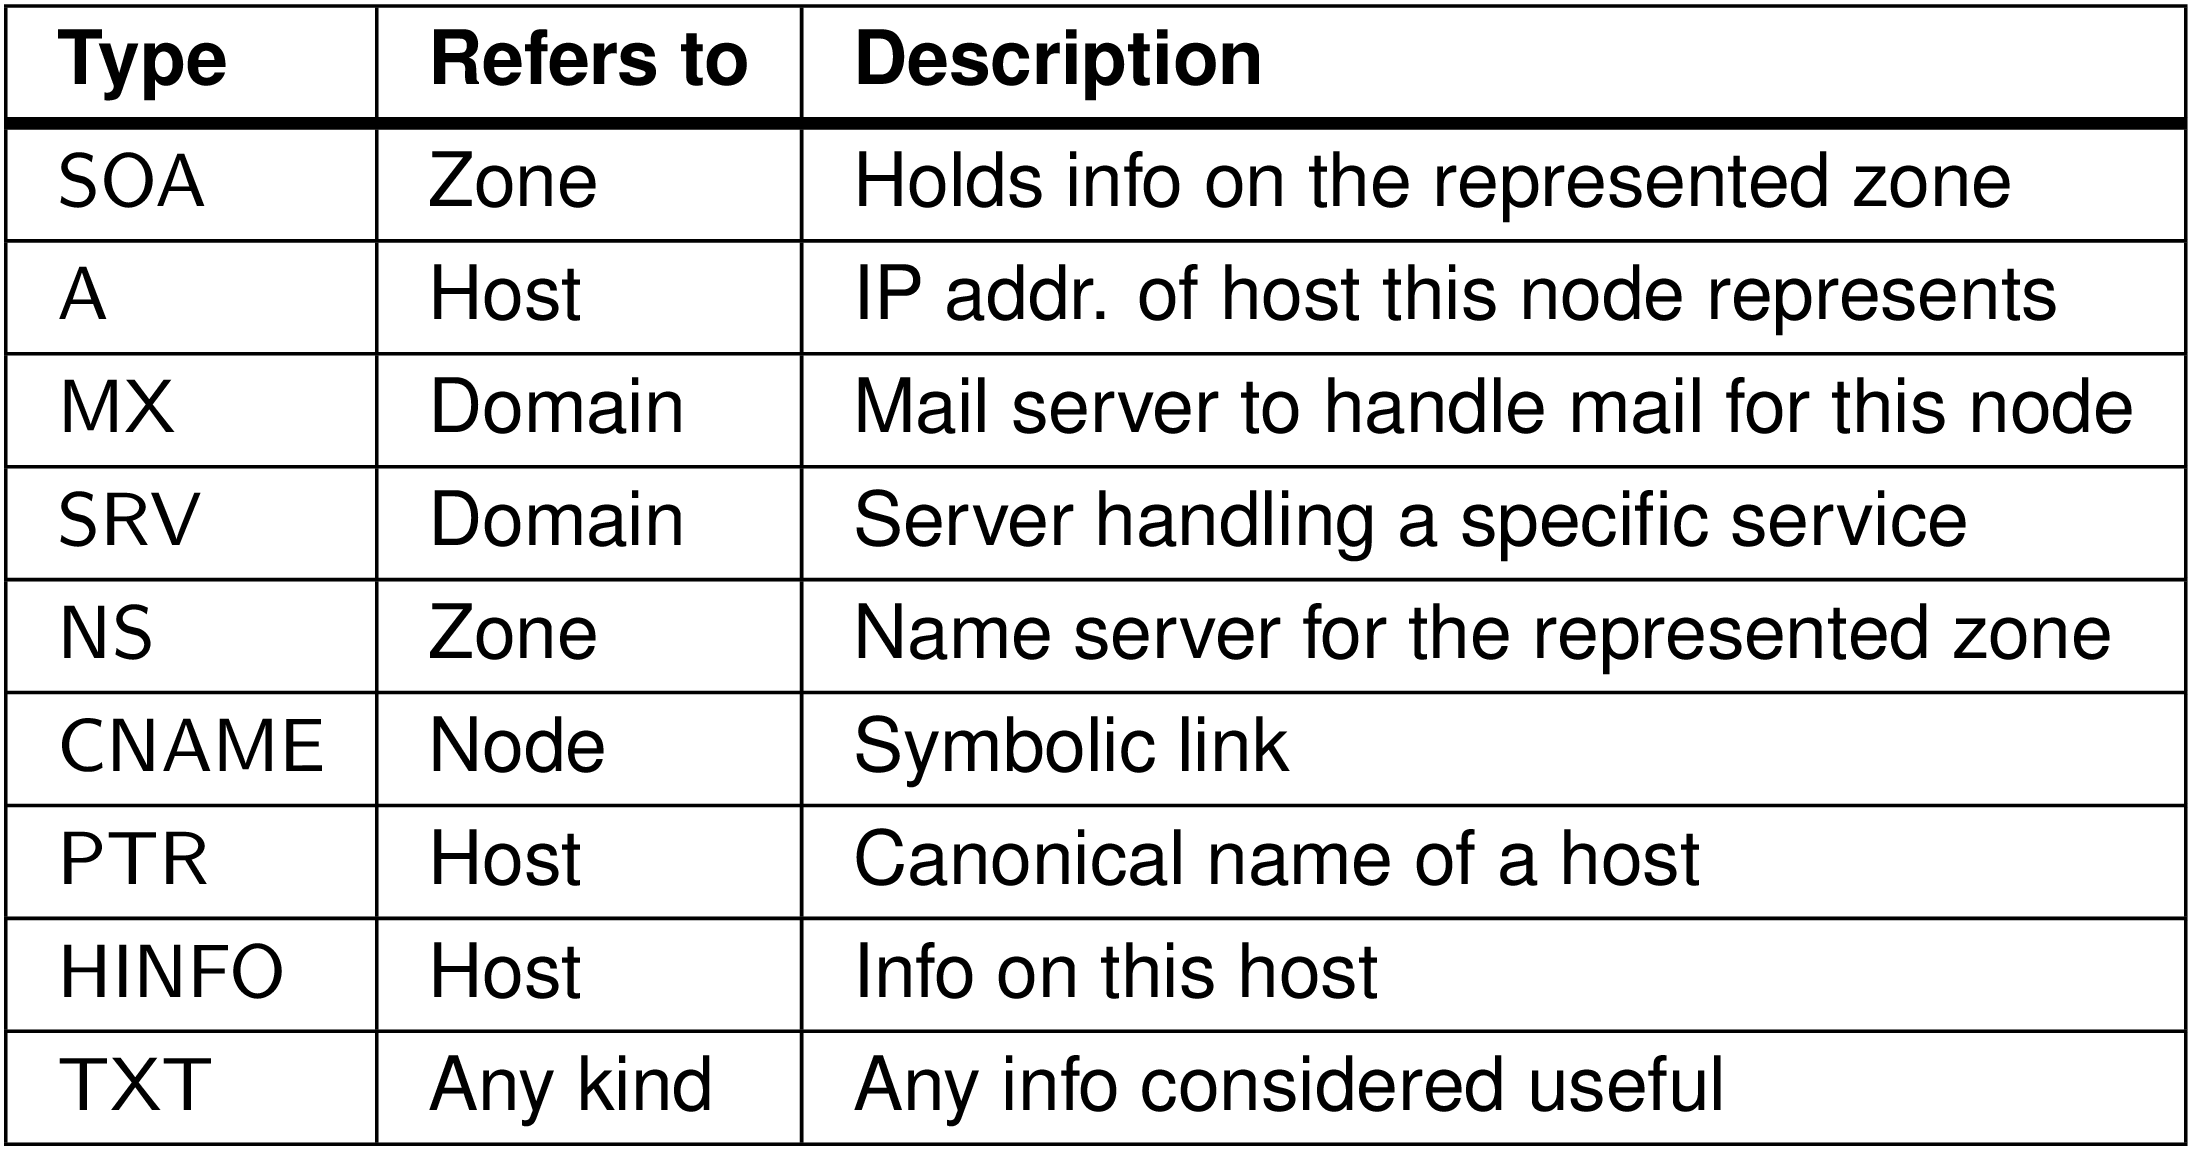 Type Refers to Description
SOA Zone Holds info on the represented zone
A Host IP addr. of host this node represents
MX Domain Mail server to handle mail for this node
SRV Domain Server handling a specific service
NS Zone Name server for the represented zone
CNAME Node Symbolic link
PTR Host Canonical name of a host
HINFO Host Info on this host
TXT Any kind Any info considered useful